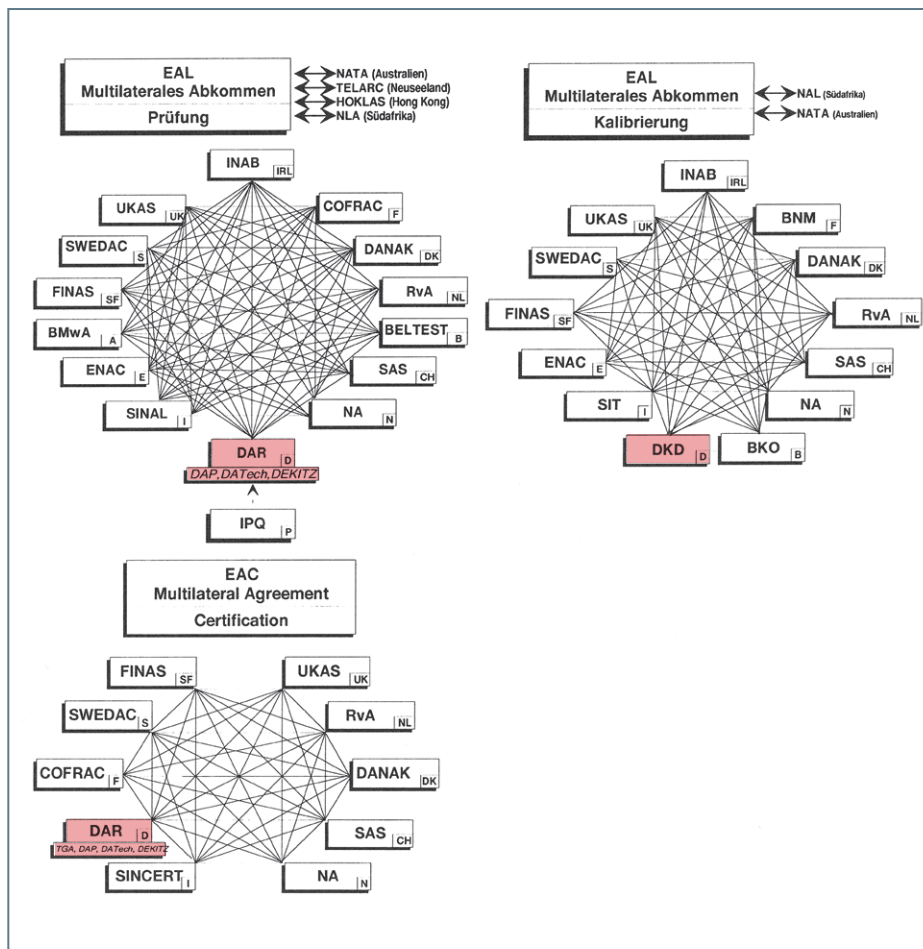 EAL
Multilaterales Abkommen
Prüfung
NATA (Australien)
TELARC (Neuseeland)
HOKLAS (Hong Kong)
NLA (Südafrika)
INAB IRL
UKAS UK
COFRAC F
SWEDAC S
DANAK DK
FINAS SF
RvA NL
BMwA A
BELTEST B
ENAC E
SAS CH
SINAL I
NA N
DAR D
DAP,DATech,DEKITZ
IPQ P
EAL
Multilaterales Abkommen
Kalibrierung
NAL (Südafrika)
NATA (Australien)
INAB IRL
UKAS UK
BNM F
SWEDAC S
DANAK DK
FINAS SF
RvA NL
ENAC E
SAS CH
SIT I
NA N
DKD D
BKO B
EAC
Multilateral Agreement
Certification
FINAS SF
UKAS UK
SWEDAC S
RvA NL
COFRAC F
DANAK DK
DAR D
TGA, DAP, DATech, DEKITZ
SAS CH
SINCERT I
NA N